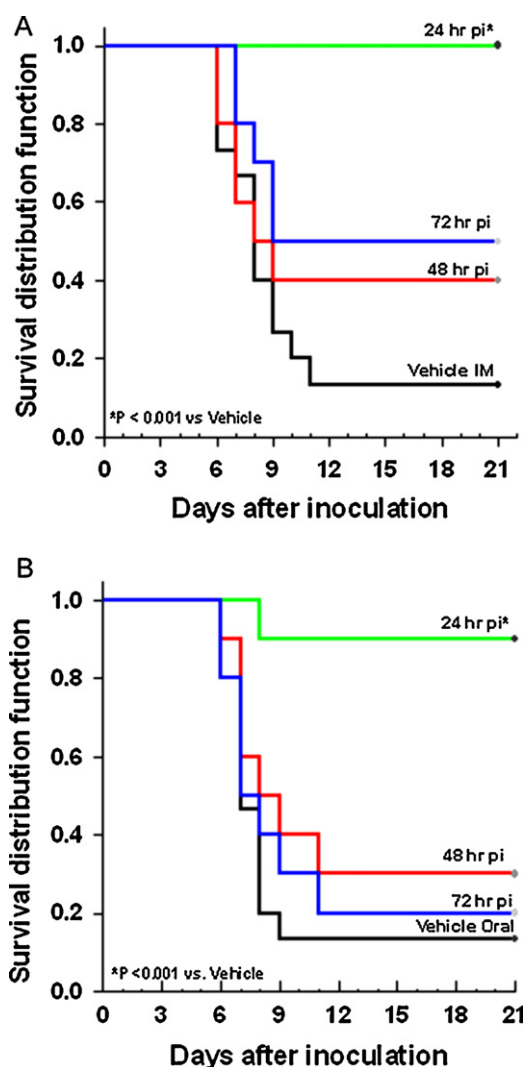 A
Survival distribution function
1.0
0.8
0.6
0.4
0.2
0.0
24 hr pi*
72 hr pi
48 hr pi
Vehicle IM
*P < 0.001 vs Vehicle
0 3 6 9 12 15 18 21
Days after inoculation
B
Survival distribution function
1.0
0.8
0.6
0.4
0.2
0.0
24 hr pi*
48 hr pi
72 hr pi
Vehicle Oral
*P <0.001 vs. Vehicle
0 3 6 9 12 15 18 21
Days after inoculation